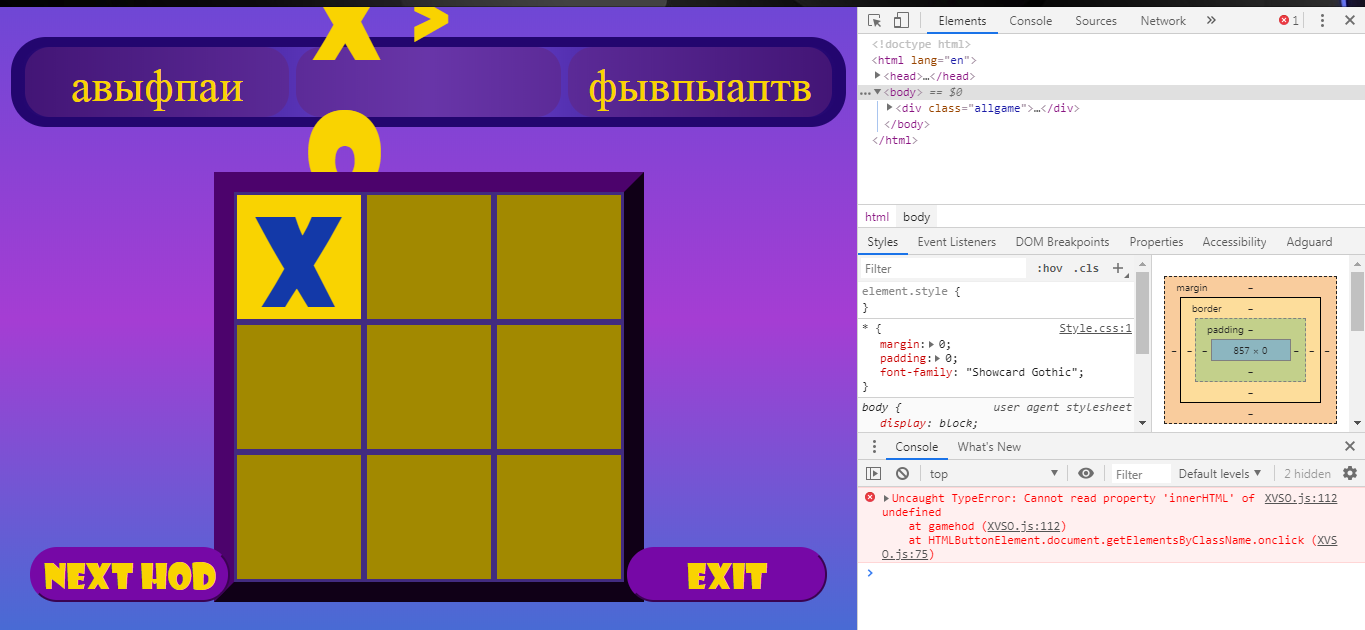 X >
авыфпаи
фывпыаптв
O
X
NEXT HOD
EXIT
Elements Console Sources Network » 1
<!doctype html>
<html lang="en">
<head>…</head>
<body> == $0
<div class="allgame">…</div>
</body>
</html>
html body
Styles Event Listeners DOM Breakpoints Properties Accessibility Adguard
Filter :hov .cls +
element.style {
}
* { Style.css:1
margin: 0;
padding: 0;
font-family: "Showcard Gothic";
}
body { user agent stylesheet
display: block;
margin –
border –
padding –
– – – 857 × 0 – – –
–
–
–
Console What's New
top Filter Default levels 2 hidden
Uncaught TypeError: Cannot read property 'innerHTML' of XVSO.js:112
undefined
at gamehod (XVSO.js:112)
at HTMLButtonElement.document.getElementsByClassName.onclick (XVS
O.js:75)
>